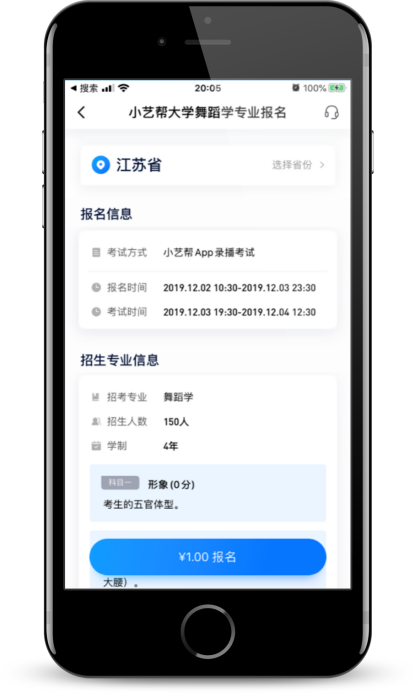 搜索
20:05
100%
小艺帮大学舞蹈学专业报名
江苏省
选择省份
报名信息
考试方式 小艺帮App录播考试
报名时间 2019.12.02 10:30-2019.12.03 23:30
考试时间 2019.12.03 19:30-2019.12.04 12:30
招生专业信息
招考专业 舞蹈学
招生人数 150人
学制 4年
科目一 形象(0分)
考生的五官体型。
¥1.00 报名
大腰）。